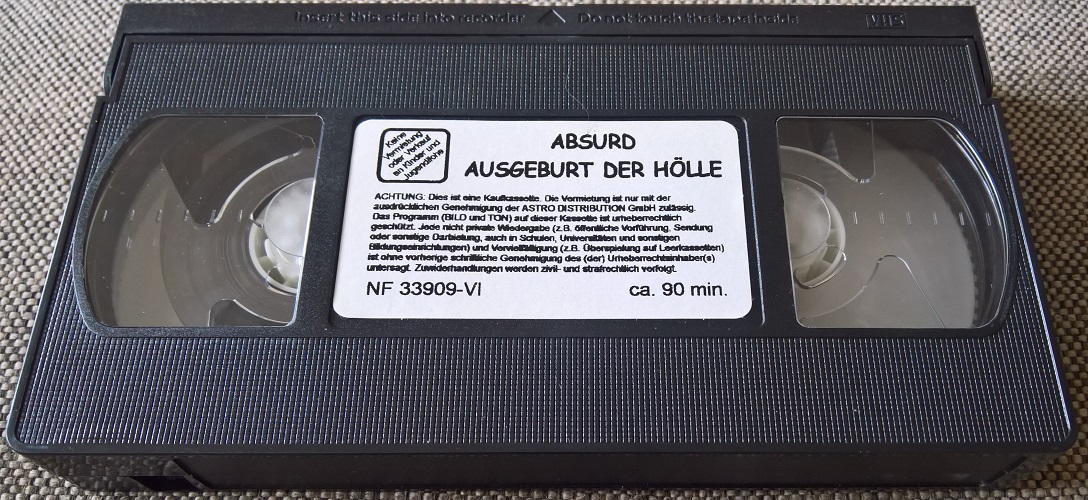 Insert this side into recorder
Do not touch the tape inside
VHS
Keine
Vermietung
oder Verkauf
an Kinder und
Jugendliche
ABSURD
AUSGEBURT DER HÖLLE
ACHTUNG: Dies ist eine Kaufkassette. Die Vermietung ist nur mit der
ausdrücklichen Genehmigung der ASTRO DISTRIBUTION GmbH zulässig.
Das Programm (BILD und TON) auf dieser Kassette ist urheberrechtlich
geschützt. Jede nicht private Wiedergabe (z.B. öffentliche Vorführung, Sendung
oder sonstige Darbietung, auch in Schulen, Universitäten und sonstigen
Bildungseinrichtungen) und Vervielfältigung (z.B. Überspielung auf Leerkassetten)
ist ohne vorherige schriftliche Genehmigung des (der) Urheberrechtsinhaber(s)
untersagt. Zuwiderhandlungen werden zivil- und strafrechtlich verfolgt.
NF 33909-VI
ca. 90 min.